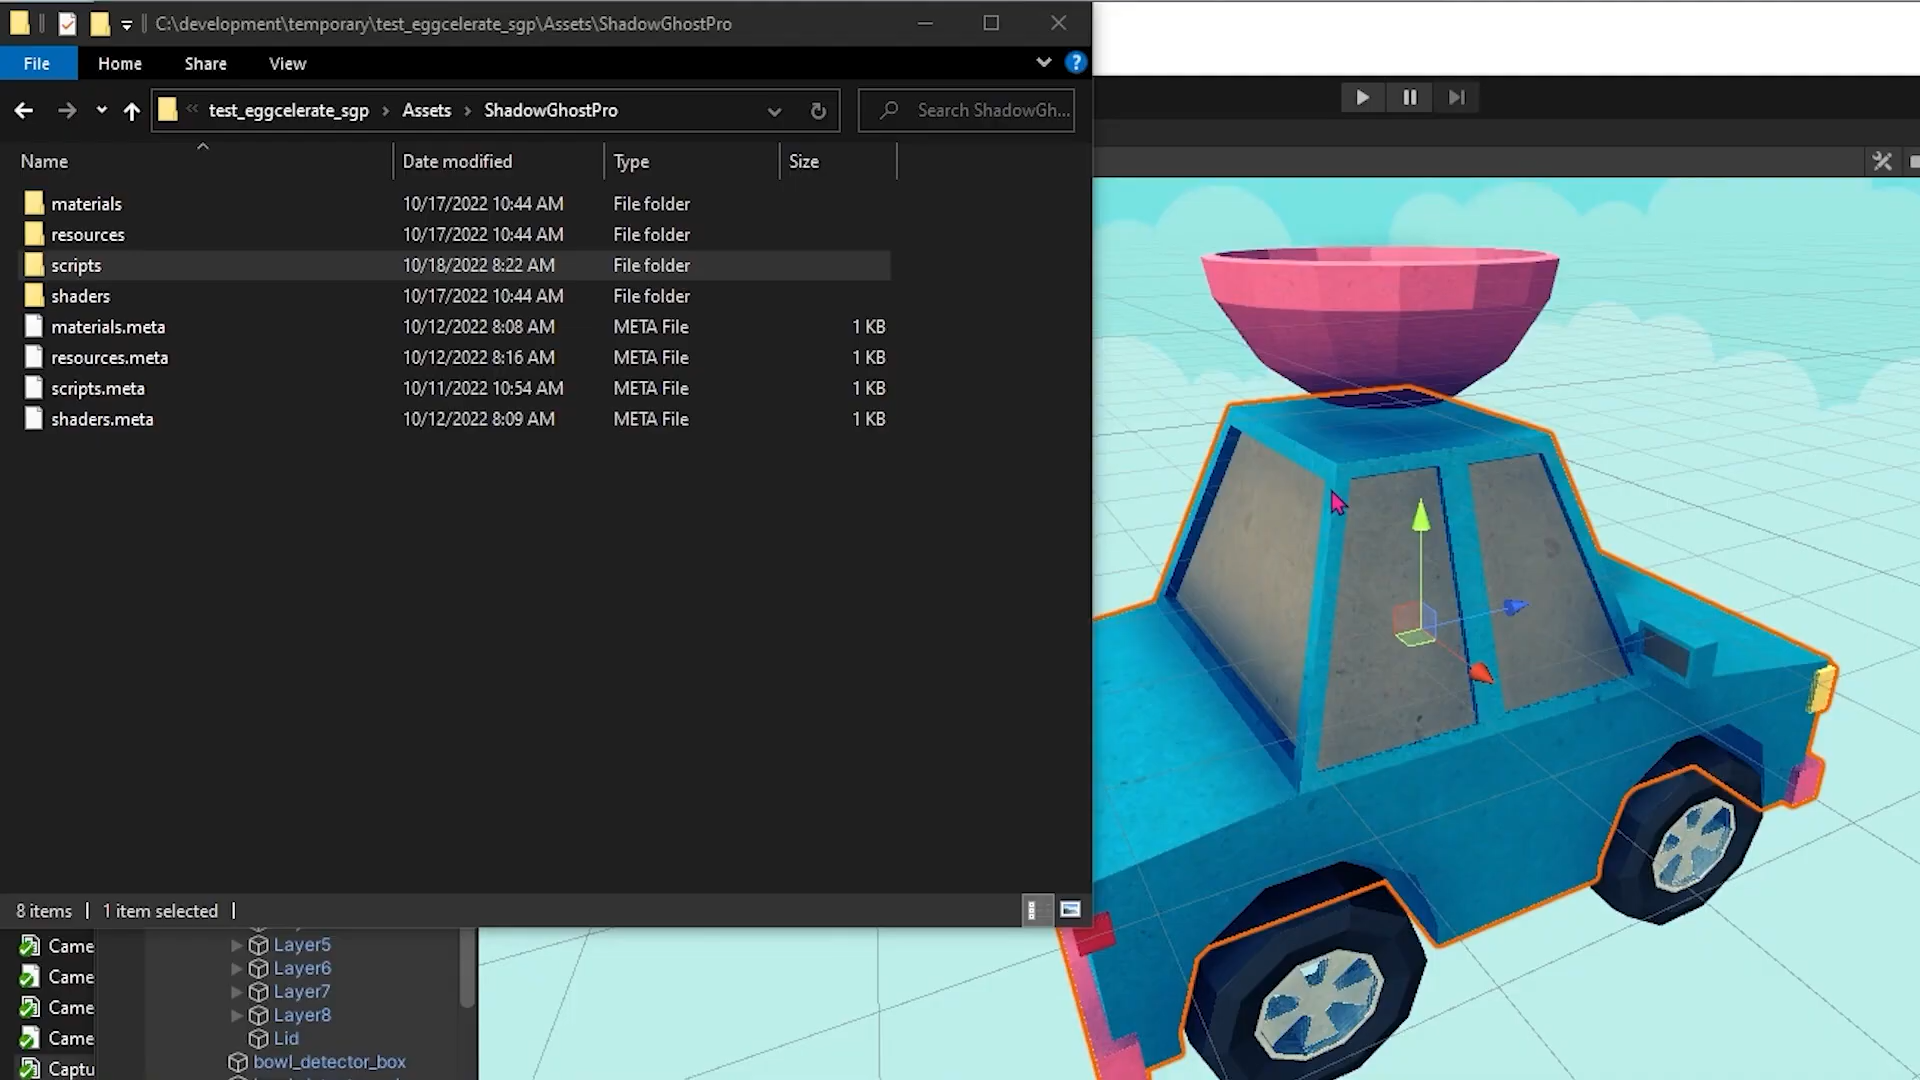 C:\development\temporary\test_eggcelerate_sgp\Assets\ShadowGhostPro
File Home Share View
?
« test_eggcelerate_sgp › Assets › ShadowGhostPro
Search ShadowGh...
Name Date modified Type Size
materials 10/17/2022 10:44 AM File folder
resources 10/17/2022 10:44 AM File folder
scripts 10/18/2022 8:22 AM File folder
shaders 10/17/2022 10:44 AM File folder
materials.meta 10/12/2022 8:08 AM META File 1 KB
resources.meta 10/12/2022 8:16 AM META File 1 KB
scripts.meta 10/11/2022 10:54 AM META File 1 KB
shaders.meta 10/12/2022 8:09 AM META File 1 KB
8 items | 1 item selected |
Came
Came
Came
Came
Captu
Layer5
Layer6
Layer7
Layer8
Lid
bowl_detector_box